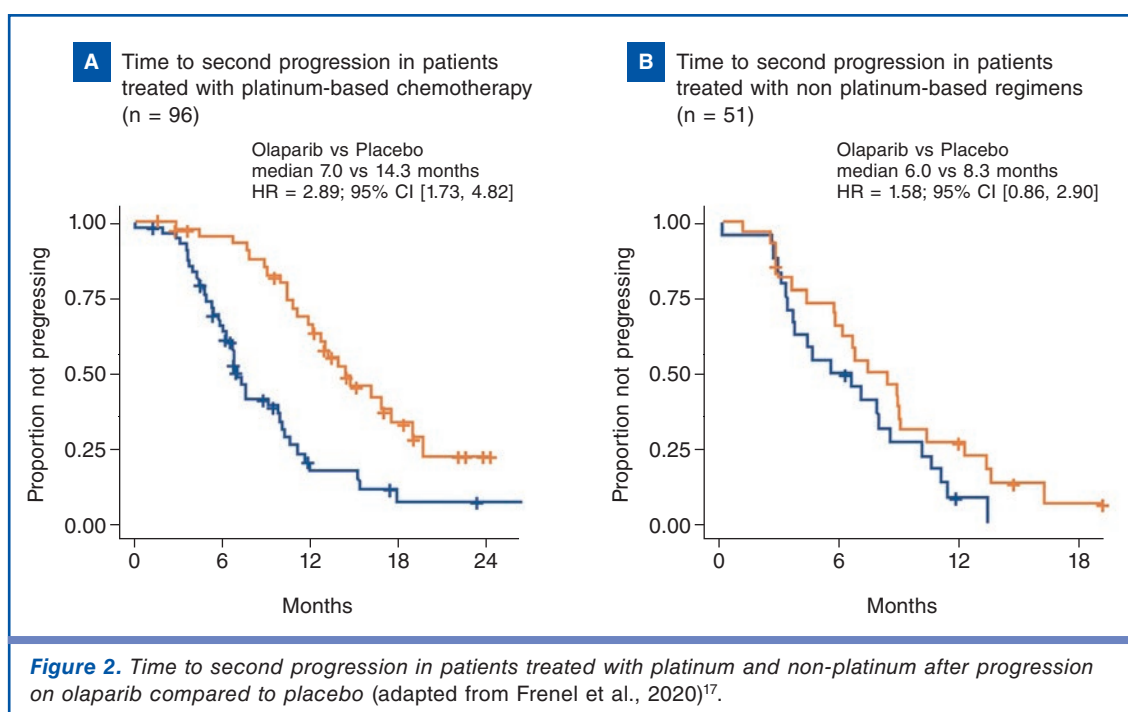 A Time to second progression in patients
treated with platinum-based chemotherapy
(n = 96)
Olaparib vs Placebo
median 7.0 vs 14.3 months
HR = 2.89; 95% CI [1.73, 4.82]
Proportion not pregressing
1.00
0.75
0.50
0.25
0.00
0 6 12 18 24
Months
B Time to second progression in patients
treated with non platinum-based regimens
(n = 51)
Olaparib vs Placebo
median 6.0 vs 8.3 months
HR = 1.58; 95% CI [0.86, 2.90]
Proportion not pregressing
1.00
0.75
0.50
0.25
0.00
0 6 12 18
Months
Figure 2. Time to second progression in patients treated with platinum and non-platinum after progression
on olaparib compared to placebo (adapted from Frenel et al., 2020)17.